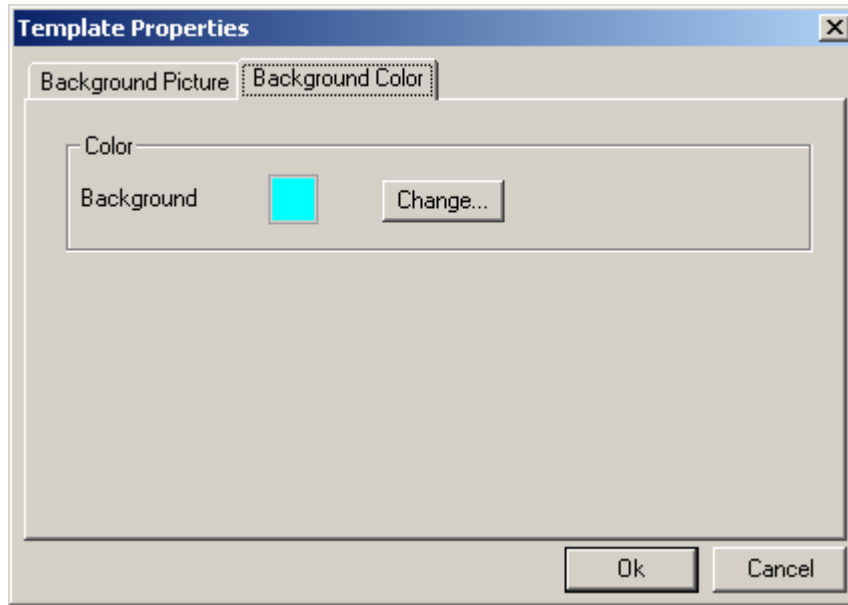 Template Properties
Background Picture
Background Color
Color
Background
Change...
Ok
Cancel